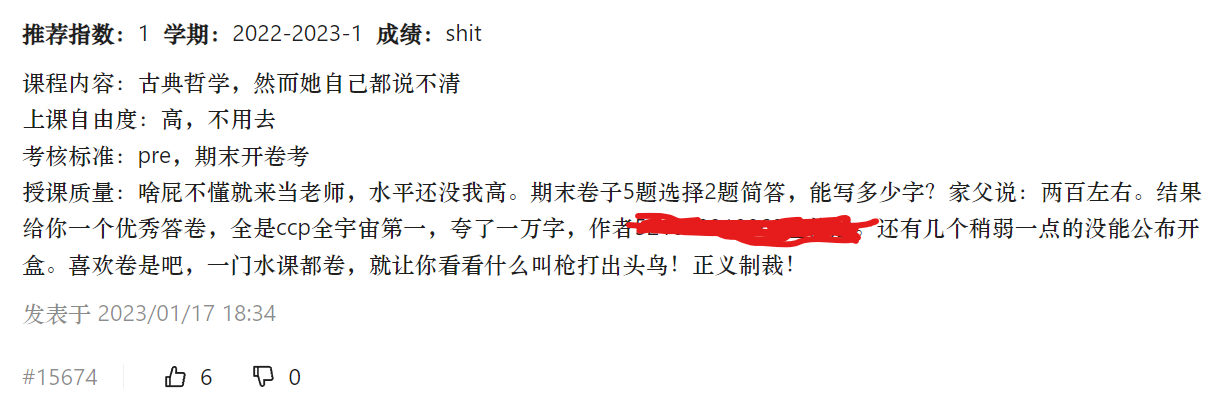 推荐指数：1 学期：2022-2023-1 成绩：shit
课程内容：古典哲学，然而她自己都说不清
上课自由度：高，不用去
考核标准：pre，期末开卷考
授课质量：啥屁不懂就来当老师，水平还没我高。期末卷子5题选择2题简答，能写多少字？家父说：两百左右。结果
给你一个优秀答卷，全是ccp全宇宙第一，夸了一万字，作者。还有几个稍弱一点的没能公布开
盒。喜欢卷是吧，一门水课都卷，就让你看看什么叫枪打出头鸟！正义制裁！
发表于 2023/01/17 18:34
#15674 6 0